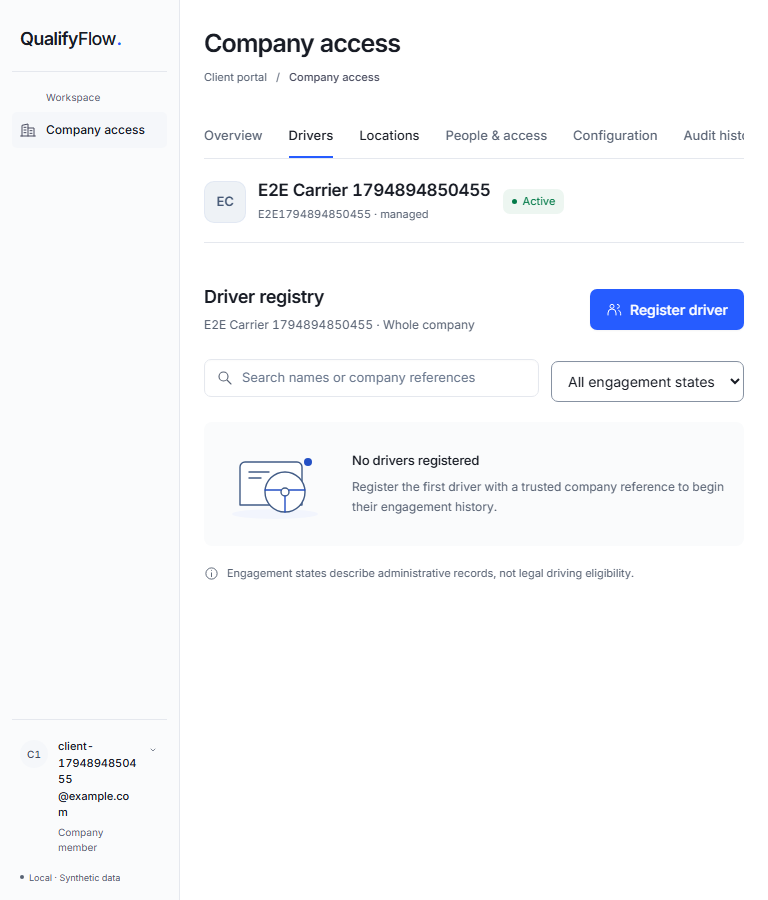 QualifyFlow.
Workspace
Company access
client-
17948948504
55
@example.co
m
C1
Company
member
Local · Synthetic data
Company access
Client portal / Company access
Overview Drivers Locations People & access Configuration Audit histo
EC
E2E Carrier 1794894850455
E2E1794894850455 · managed
Active
Driver registry
E2E Carrier 1794894850455 · Whole company
Register driver
Search names or company references
All engagement states
No drivers registered
Register the first driver with a trusted company reference to begin
their engagement history.
Engagement states describe administrative records, not legal driving eligibility.